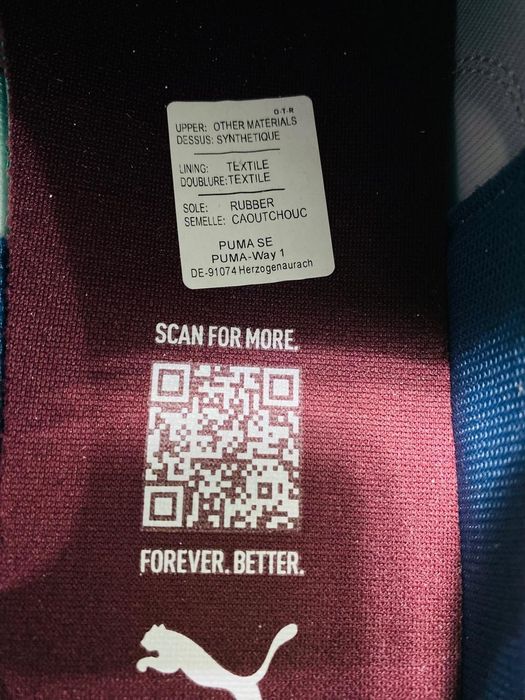 O-T-R
UPPER: OTHER MATERIALS
DESSUS: SYNTHETIQUE
LINING: TEXTILE
DOUBLURE: TEXTILE
SOLE: RUBBER
SEMELLE: CAOUTCHOUC
PUMA SE
PUMA-Way 1
DE-91074 Herzogenaurach
SCAN FOR MORE.
FOREVER. BETTER.